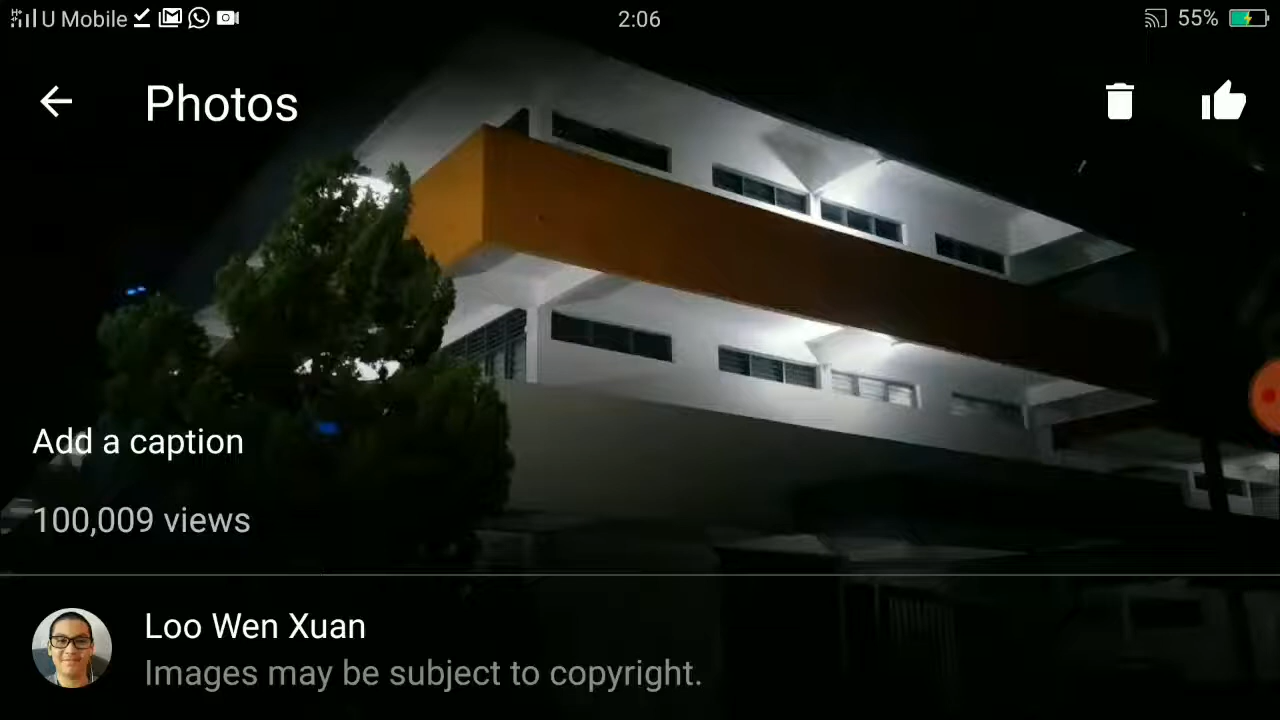 U Mobile 2:06 55%
Photos
Add a caption
100,009 views
Loo Wen Xuan
Images may be subject to copyright.